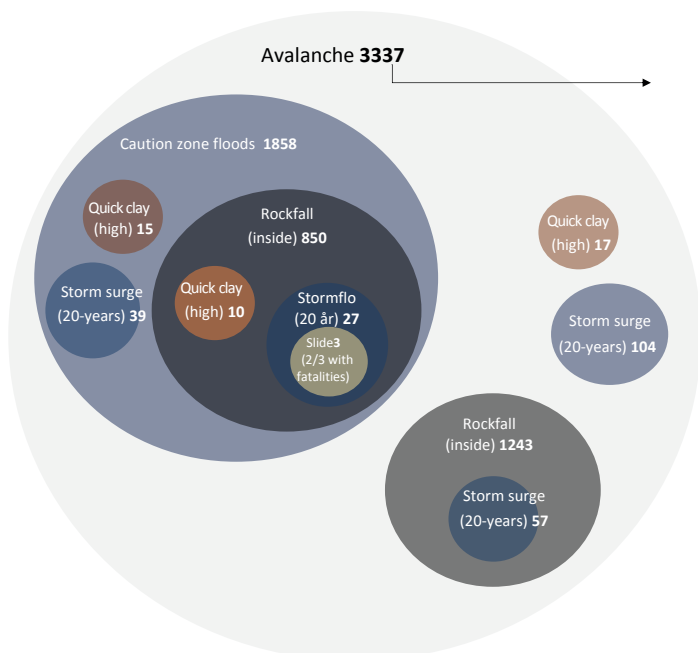 Avalanche 3337
Caution zone floods 1858
Quick clay
(high) 15
Rockfall
(inside) 850
Quick clay
(high) 17
Storm surge
(20-years) 39
Quick clay
(high) 10
Stormflo
(20 år) 27
Slide3
(2/3 with
fatalities)
Storm surge
(20-years) 104
Rockfall
(inside) 1243
Storm surge
(20-years) 57